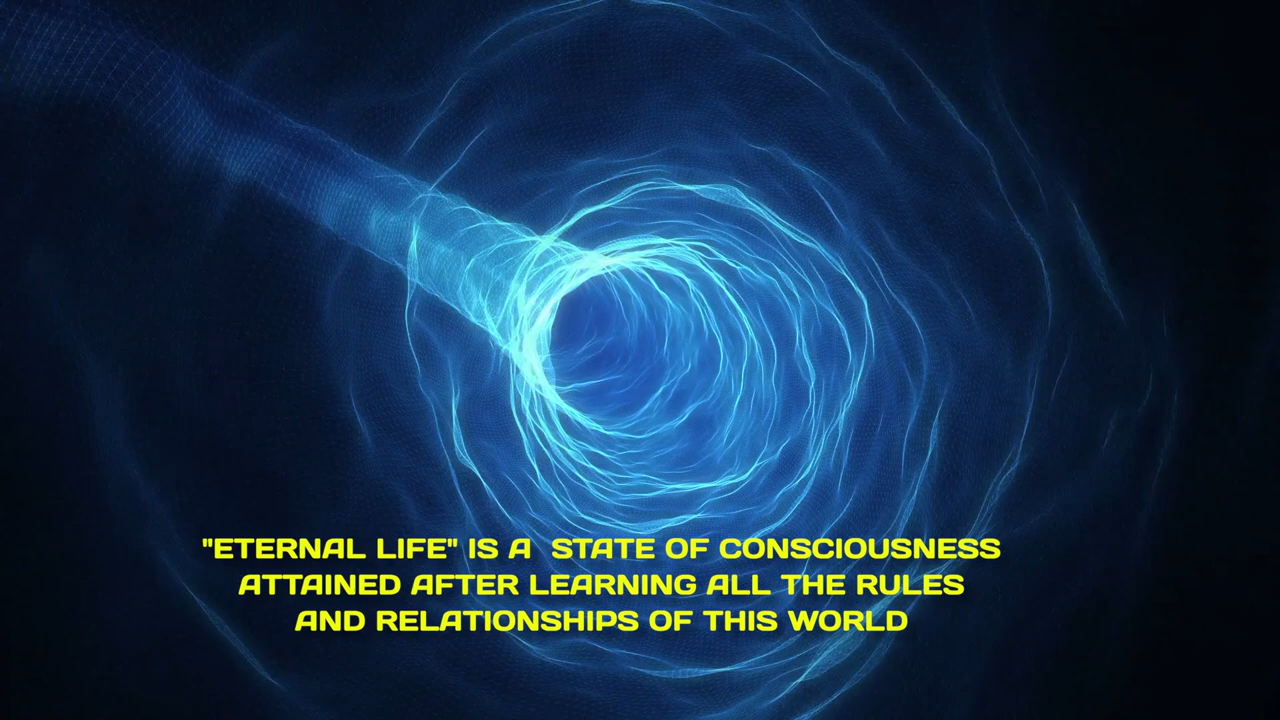 "ETERNAL LIFE" IS A  STATE OF CONSCIOUSNESS
ATTAINED AFTER LEARNING ALL THE RULES
AND RELATIONSHIPS OF THIS WORLD